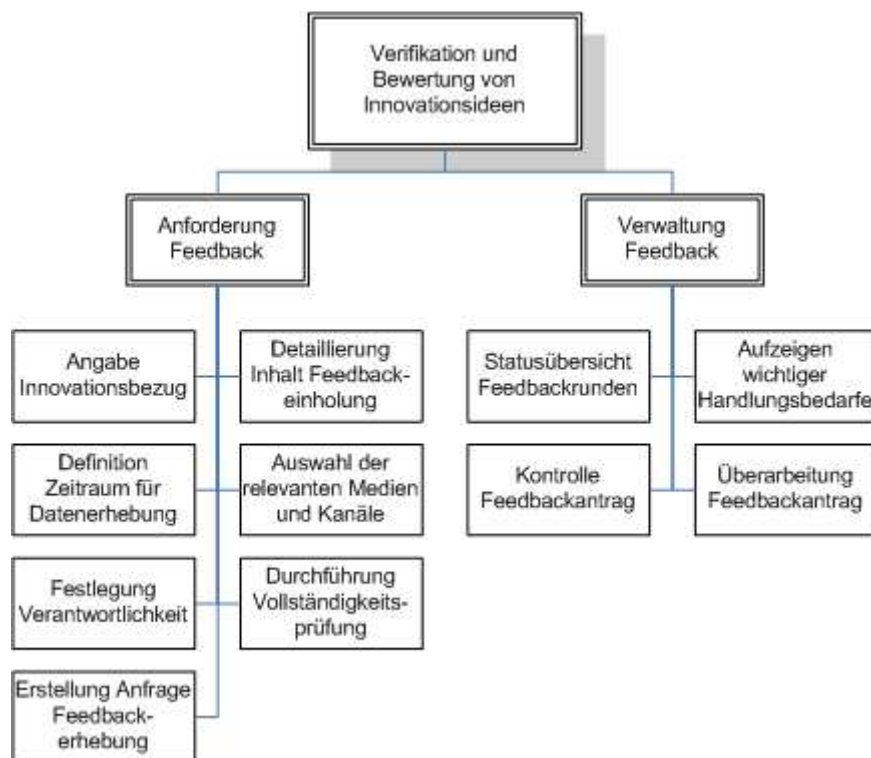 Verifikation und
Bewertung von
Innovationsideen
Anforderung
Feedback
Verwaltung
Feedback
Angabe
Innovationsbezug
Detaillierung
Inhalt Feedback-
einholung
Statusübersicht
Feedbackrunden
Aufzeigen
wichtiger
Handlungsbedarfe
Definition
Zeitraum für
Datenerhebung
Auswahl der
relevanten Medien
und Kanäle
Kontrolle
Feedbackantrag
Überarbeitung
Feedbackantrag
Festlegung
Verantwortlichkeit
Durchführung
Vollständigkeits-
prüfung
Erstellung Anfrage
Feedback-
erhebung